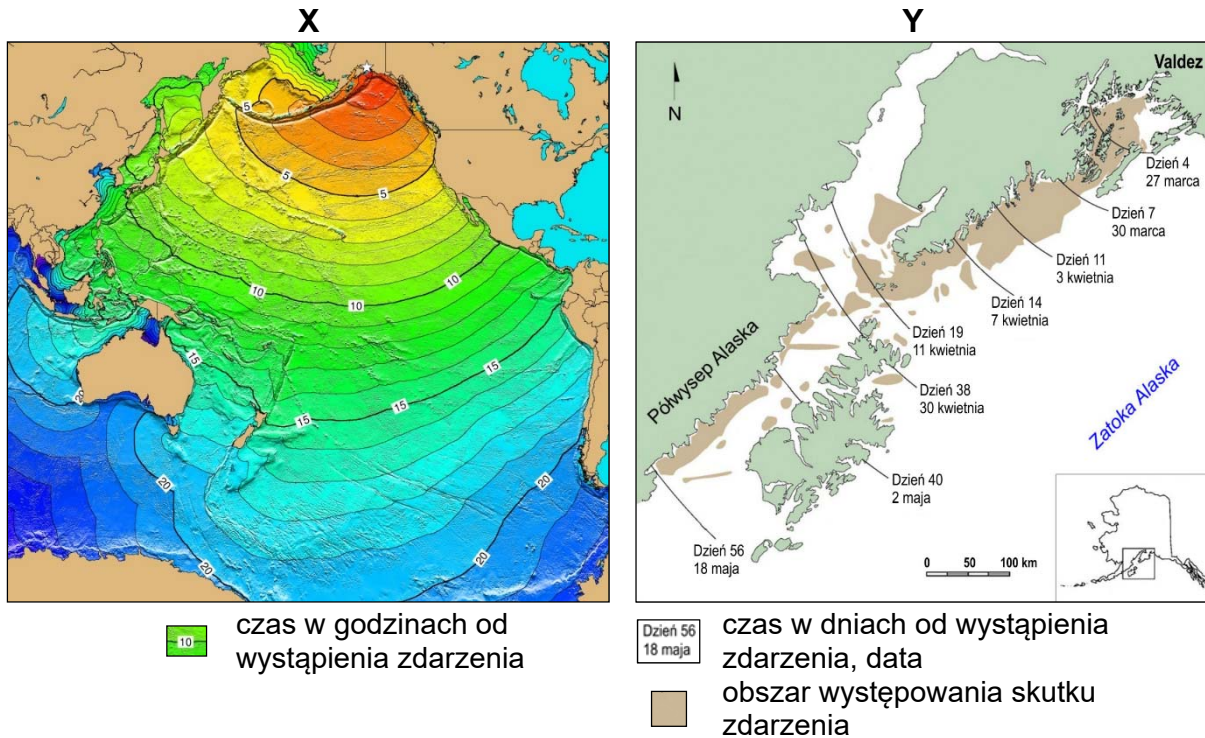 X
5
5
5
10
10
10
15
15
15
20
20
20
20
10
czas w godzinach od
wystąpienia zdarzenia
Y
Valdez
N
Dzień 4
27 marca
Dzień 7
30 marca
Dzień 11
3 kwietnia
Dzień 14
7 kwietnia
Dzień 19
11 kwietnia
Dzień 38
30 kwietnia
Półwysep Alaska
Zatoka Alaska
Dzień 40
2 maja
Dzień 56
18 maja
0 50 100 km
Dzień 56
18 maja
czas w dniach od wystąpienia
zdarzenia, data
obszar występowania skutku
zdarzenia